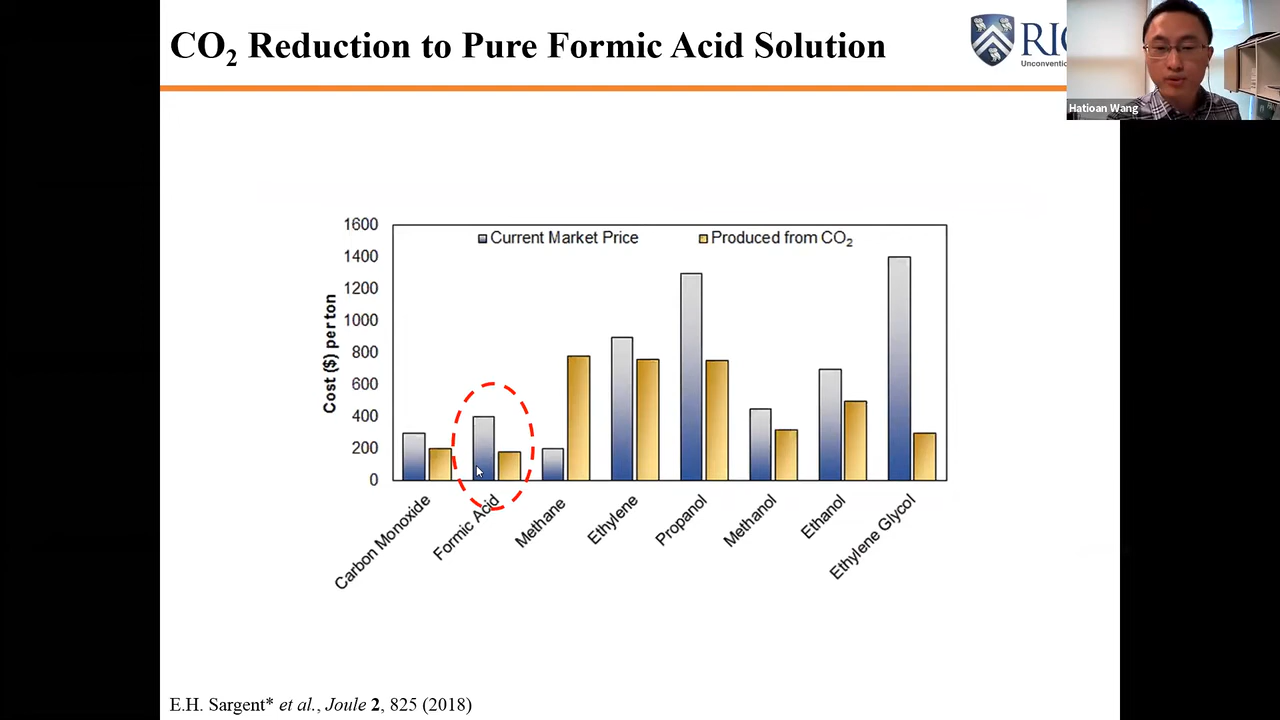 CO2 Reduction to Pure Formic Acid Solution
Unconventio
Hatioan Wang
1600
1400
1200
1000
800
600
400
200
0
Cost ($) per ton
Current Market Price
Produced from CO2
Carbon Monoxide
Formic Acid
Methane
Ethylene
Propanol
Methanol
Ethanol
Ethylene Glycol
E.H. Sargent* et al., Joule 2, 825 (2018)